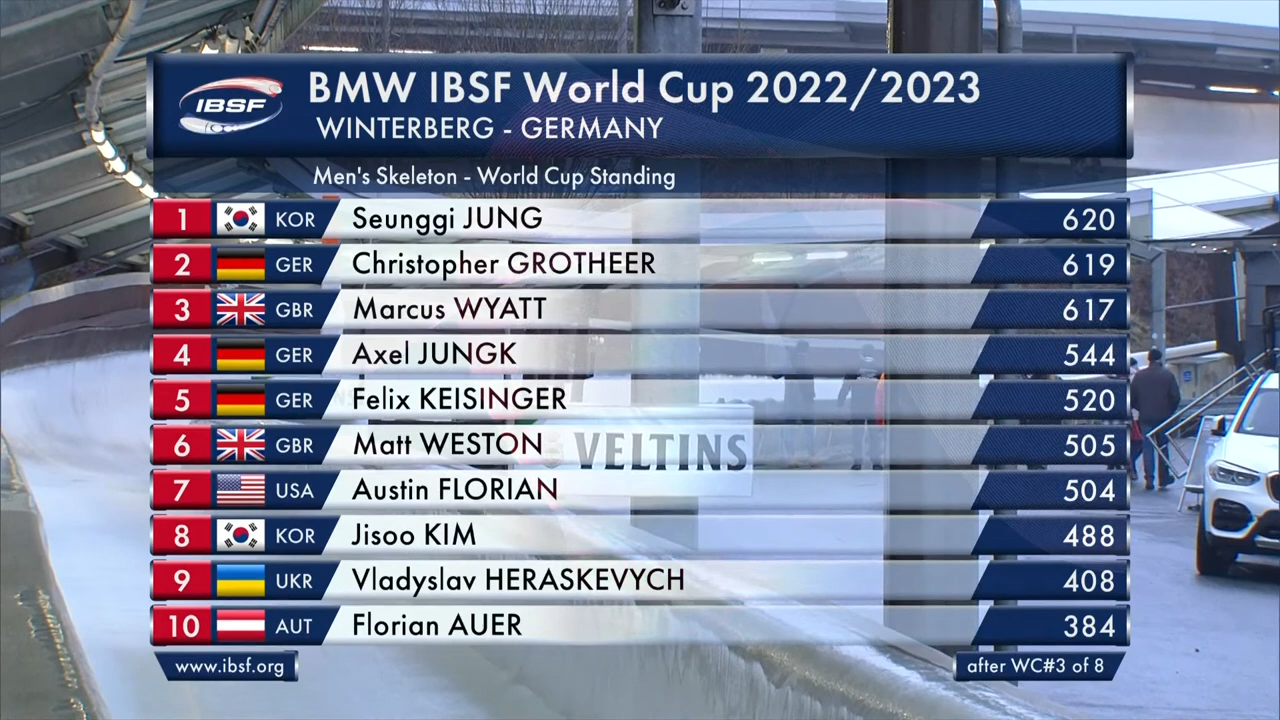 IBSF
BMW IBSF World Cup 2022/2023
WINTERBERG - GERMANY
Men's Skeleton - World Cup Standing
1 KOR Seunggi JUNG 620
2 GER Christopher GROTHEER 619
3 GBR Marcus WYATT 617
4 GER Axel JUNGK 544
5 GER Felix KEISINGER 520
6 GBR Matt WESTON 505
VELTINS
7 USA Austin FLORIAN 504
8 KOR Jisoo KIM 488
9 UKR Vladyslav HERASKEVYCH 408
10 AUT Florian AUER 384
www.ibsf.org after WC#3 of 8